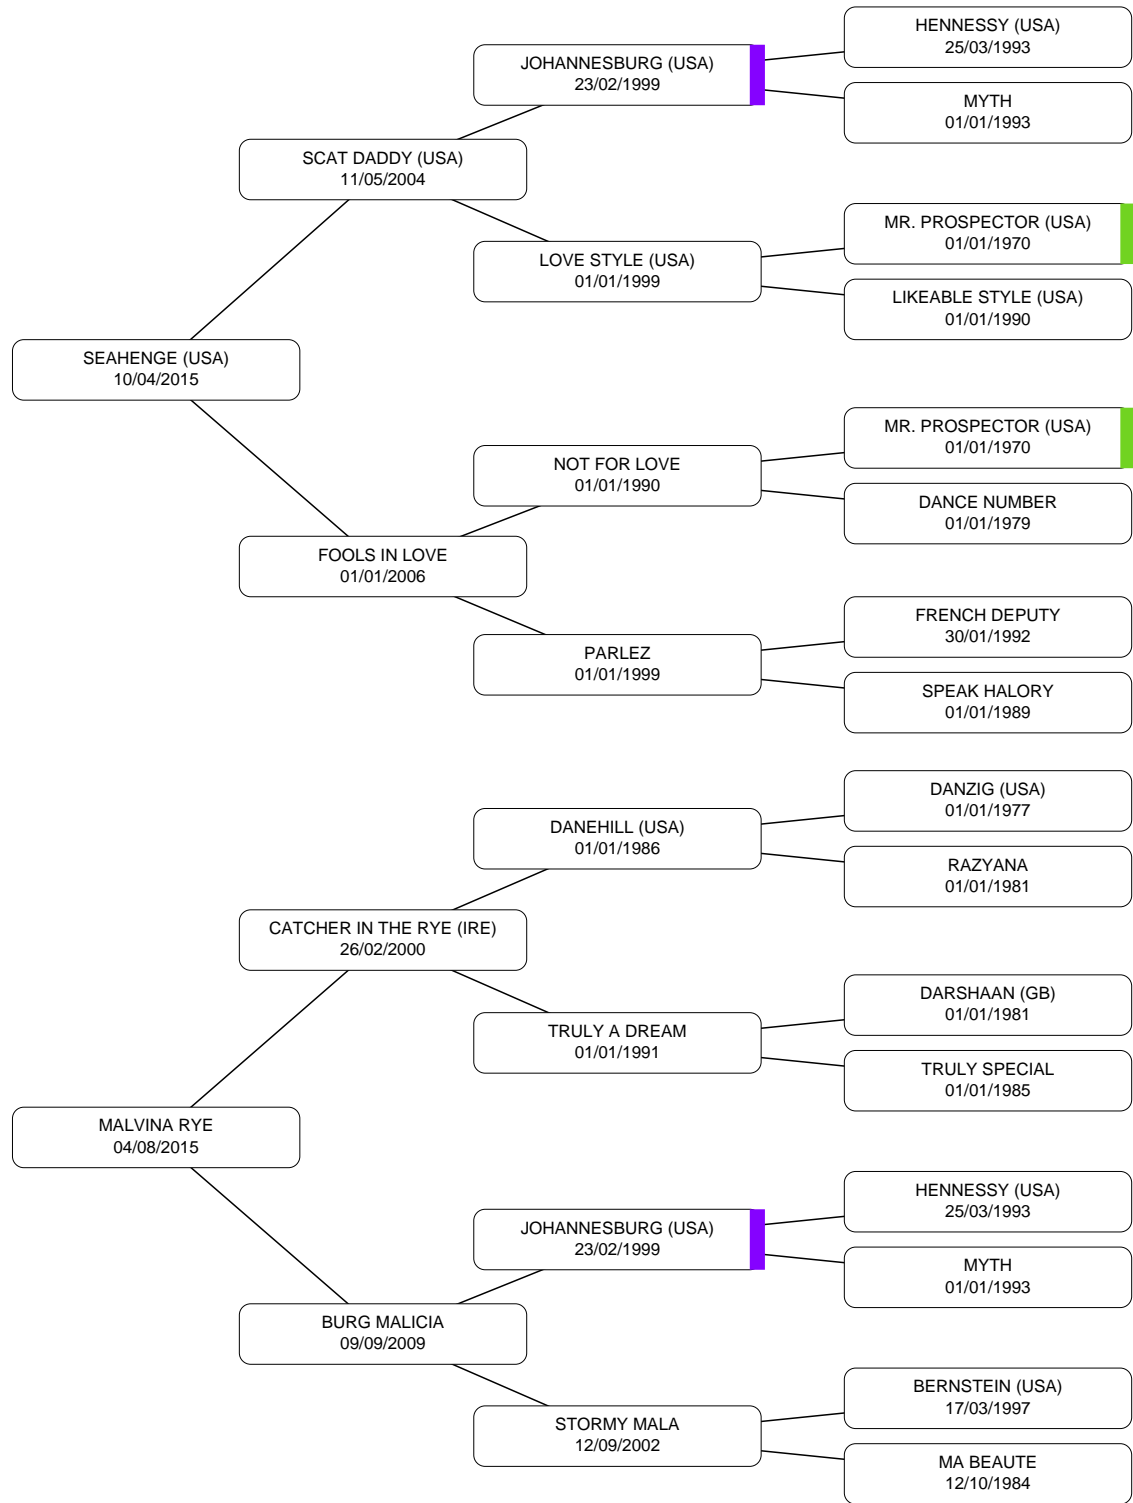 HENNESSY (USA)
25/03/1993
JOHANNESBURG (USA)
23/02/1999
MYTH
01/01/1993
SCAT DADDY (USA)
11/05/2004
MR. PROSPECTOR (USA)
01/01/1970
LOVE STYLE (USA)
01/01/1999
LIKEABLE STYLE (USA)
01/01/1990
SEAHENGE (USA)
10/04/2015
MR. PROSPECTOR (USA)
01/01/1970
NOT FOR LOVE
01/01/1990
DANCE NUMBER
01/01/1979
FOOLS IN LOVE
01/01/2006
FRENCH DEPUTY
30/01/1992
PARLEZ
01/01/1999
SPEAK HALORY
01/01/1989
DANZIG (USA)
01/01/1977
DANEHILL (USA)
01/01/1986
RAZYANA
01/01/1981
CATCHER IN THE RYE (IRE)
26/02/2000
DARSHAAN (GB)
01/01/1981
TRULY A DREAM
01/01/1991
TRULY SPECIAL
01/01/1985
MALVINA RYE
04/08/2015
HENNESSY (USA)
25/03/1993
JOHANNESBURG (USA)
23/02/1999
MYTH
01/01/1993
BURG MALICIA
09/09/2009
BERNSTEIN (USA)
17/03/1997
STORMY MALA
12/09/2002
MA BEAUTE
12/10/1984